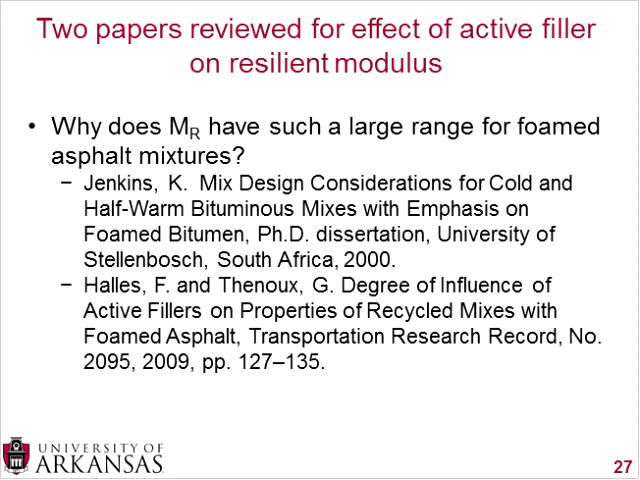 Two papers reviewed for effect of active filler
on resilient modulus
• Why does MR have such a large range for foamed
asphalt mixtures?
− Jenkins, K. Mix Design Considerations for Cold and
Half-Warm Bituminous Mixes with Emphasis on
Foamed Bitumen, Ph.D. dissertation, University of
Stellenbosch, South Africa, 2000.
− Halles, F. and Thenoux, G. Degree of Influence of
Active Fillers on Properties of Recycled Mixes with
Foamed Asphalt, Transportation Research Record, No.
2095, 2009, pp. 127–135.
UNIVERSITY OF
ARKANSAS
27